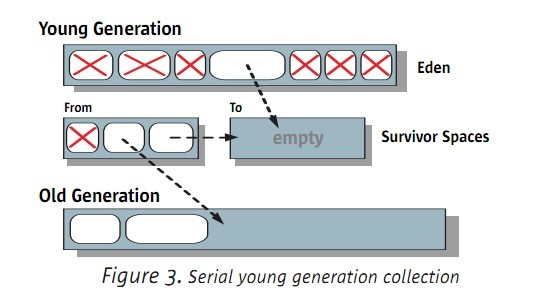 Young Generation
Eden
From
To
empty
Survivor Spaces
Old Generation
Figure 3. Serial young generation collection